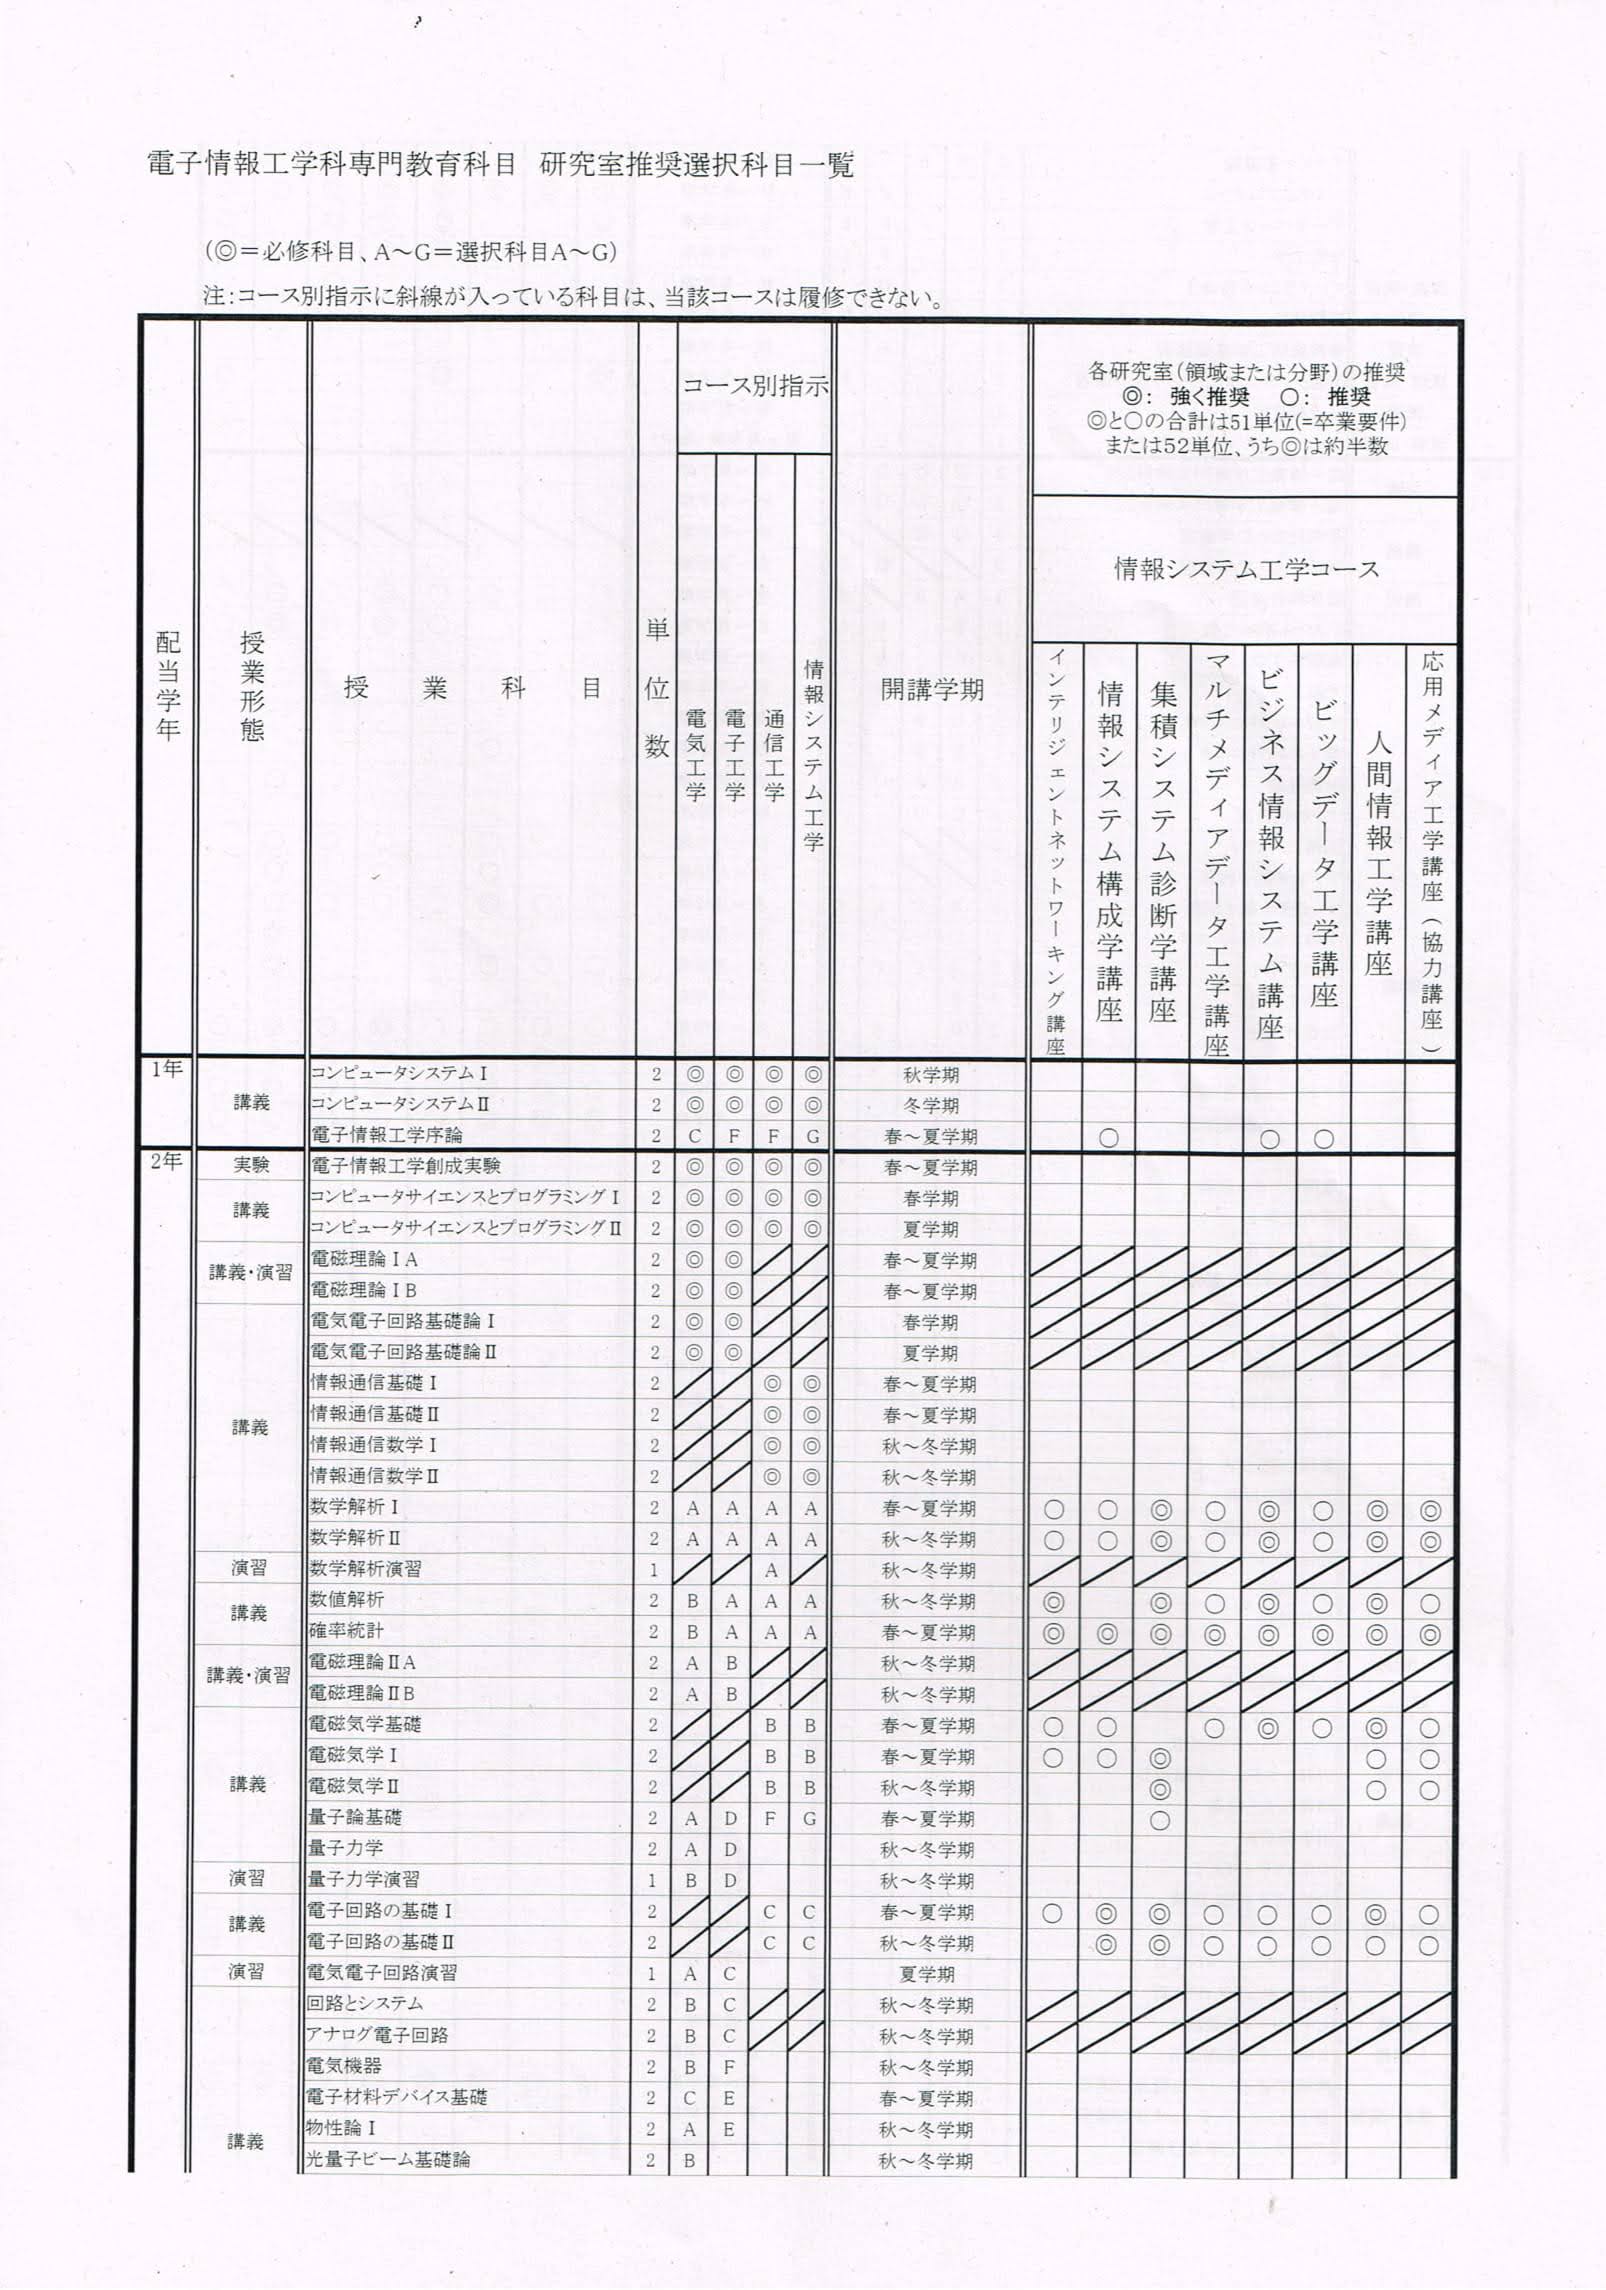 電子情報工学科専門教育科目 研究室推奨選択科目一覧
(◎=必修科目、A～G=選択科目A～G)
注:コース別指示に斜線が入っている科目は、当該コースは履修できない。
配当学年 授業形態 授業科目 単位数 コース別指示 開講学期
電気工学 電子工学 通信工学 情報システム工学
各研究室(領域または分野)の推奨
◎: 強く推奨 ○: 推奨
◎と○の合計は51単位(=卒業要件)
または52単位、うち◎は約半数
情報システム工学コース
インテリジェントネットワーキング講座
情報システム構成学講座
集積システム診断学講座
マルチメディアデータ工学講座
ビジネス情報システム講座
ビッグデータ工学講座
人間情報工学講座
応用メディア工学講座(協力講座)
1年 講義 コンピュータシステムⅠ 2 ◎ ◎ ◎ ◎ 秋学期
コンピュータシステムⅡ 2 ◎ ◎ ◎ ◎ 冬学期
電子情報工学序論 2 C F F G 春～夏学期 ○ ○ ○
2年 実験 電子情報工学創成実験 2 ◎ ◎ ◎ ◎ 春～夏学期
講義 コンピュータサイエンスとプログラミングⅠ 2 ◎ ◎ ◎ ◎ 春学期
コンピュータサイエンスとプログラミングⅡ 2 ◎ ◎ ◎ ◎ 夏学期
講義・演習 電磁理論ⅠA 2 ◎ ◎ 春～夏学期
電磁理論ⅠB 2 ◎ ◎ 春～夏学期
講義 電気電子回路基礎論Ⅰ 2 ◎ ◎ 春学期
電気電子回路基礎論Ⅱ 2 ◎ ◎ 夏学期
情報通信基礎Ⅰ 2 ◎ ◎ 春～夏学期
情報通信基礎Ⅱ 2 ◎ ◎ 春～夏学期
情報通信数学Ⅰ 2 ◎ ◎ 秋～冬学期
情報通信数学Ⅱ 2 ◎ ◎ 秋～冬学期
数学解析Ⅰ 2 A A A A 春～夏学期 ○ ○ ◎ ○ ◎ ○ ◎ ◎
数学解析Ⅱ 2 A A A A 秋～冬学期 ○ ○ ◎ ○ ◎ ○ ◎ ◎
演習 数学解析演習 1 A 秋～冬学期
講義 数値解析 2 B A A A 秋～冬学期 ◎ ◎ ○ ◎ ○ ◎ ○
確率統計 2 B A A A 春～夏学期 ◎ ◎ ◎ ◎ ◎ ◎ ◎ ◎
講義・演習 電磁理論ⅡA 2 A B 秋～冬学期
電磁理論ⅡB 2 A B 秋～冬学期
講義 電磁気学基礎 2 B B 春～夏学期 ○ ○ ○ ◎ ○ ◎ ○
電磁気学Ⅰ 2 B B 春～夏学期 ○ ○ ◎ ○ ○
電磁気学Ⅱ 2 B B 秋～冬学期 ◎ ○ ○
量子論基礎 2 A D F G 春～夏学期 ○
量子力学 2 A D 秋～冬学期
演習 量子力学演習 1 B D 秋～冬学期
講義 電子回路の基礎Ⅰ 2 C C 春～夏学期 ○ ◎ ◎ ○ ○ ○ ◎ ○
電子回路の基礎Ⅱ 2 C C 秋～冬学期 ◎ ◎ ○ ○ ○ ○ ○
演習 電気電子回路演習 1 A C 夏学期
講義 回路とシステム 2 B C 秋～冬学期
アナログ電子回路 2 B C 秋～冬学期
電気機器 2 B F 秋～冬学期
電子材料デバイス基礎 2 C E 春～夏学期
物性論Ⅰ 2 A E 秋～冬学期
光量子ビーム基礎論 2 B 秋～冬学期